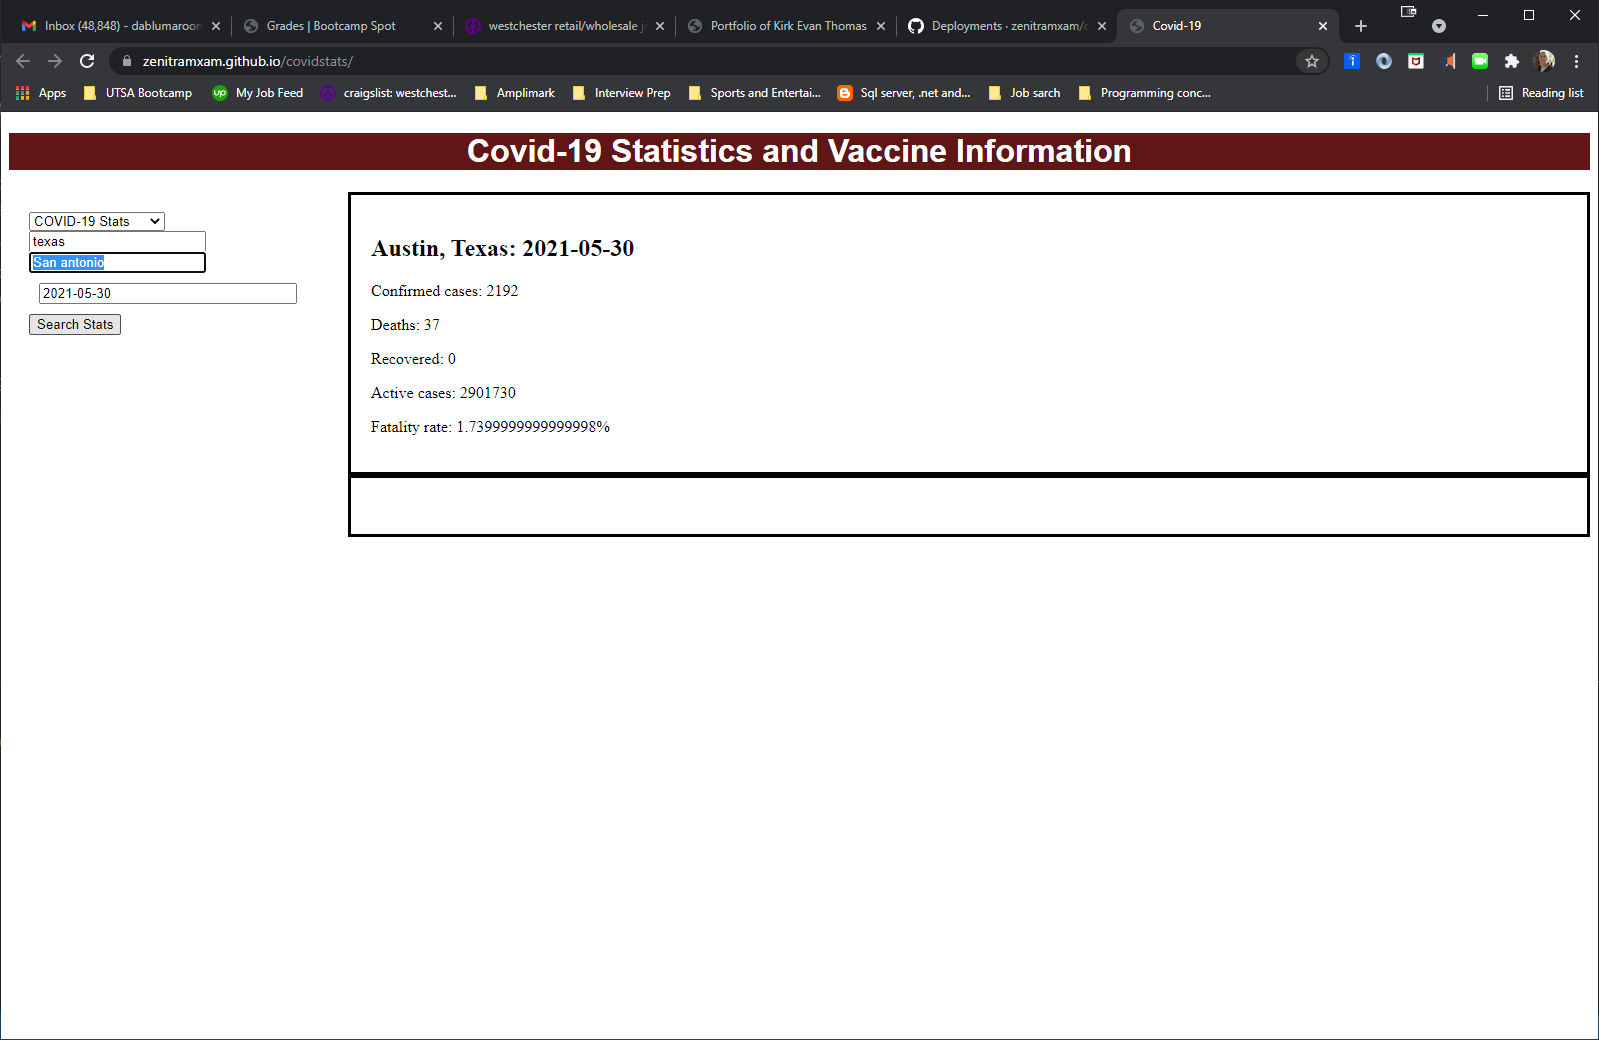 Inbox (48,848) - dablumaroon
Grades | Bootcamp Spot
westchester retail/wholesale
Portfolio of Kirk Evan Thomas
Deployments · zenitramxam/
Covid-19
zenitramxam.github.io/covidstats/
Apps
UTSA Bootcamp
up My Job Feed
craigslist: westchest...
Amplimark
Interview Prep
Sports and Entertai...
Sql server, .net and...
Job sarch
Programming conc...
Reading list
Covid-19 Statistics and Vaccine Information
COVID-19 Stats
texas
San antonio
2021-05-30
Search Stats
Austin, Texas: 2021-05-30
Confirmed cases: 2192
Deaths: 37
Recovered: 0
Active cases: 2901730
Fatality rate: 1.7399999999999998%